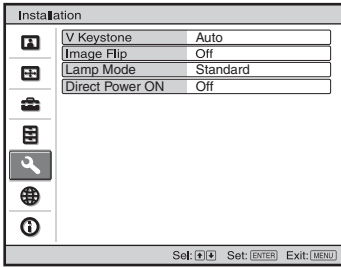 Installation
V Keystone Auto
Image Flip Off
Lamp Mode Standard
Direct Power ON Off
Sel: Set: ENTER Exit: MENU